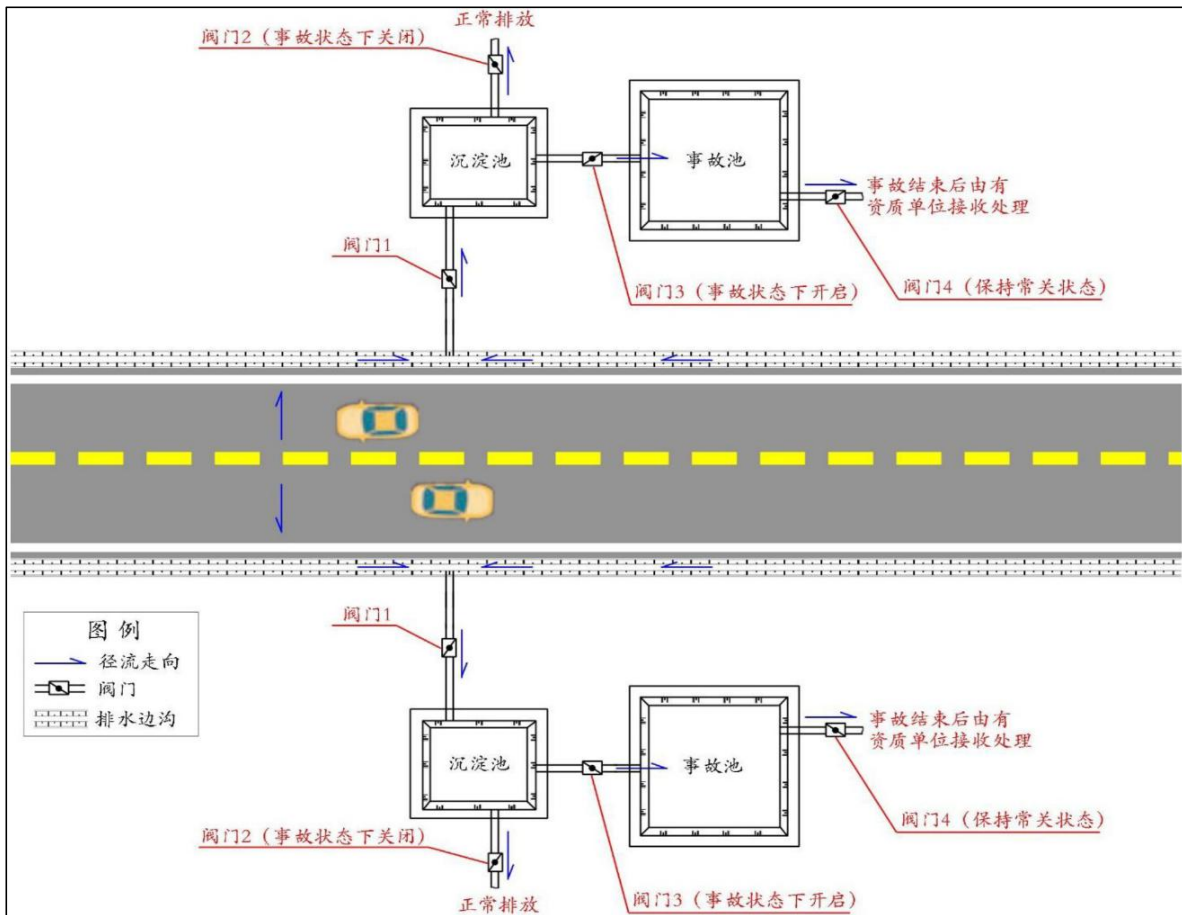 正常排放
阀门2（事故状态下关闭）
沉淀池
事故池
事故结束后由有
资质单位接收处理
阀门1
阀门3（事故状态下开启）
阀门4（保持常关状态）
阀门1
图 例
径流走向
阀门
排水边沟
沉淀池
事故池
事故结束后由有
资质单位接收处理
阀门2（事故状态下关闭）
阀门4（保持常关状态）
正常排放
阀门3（事故状态下开启）